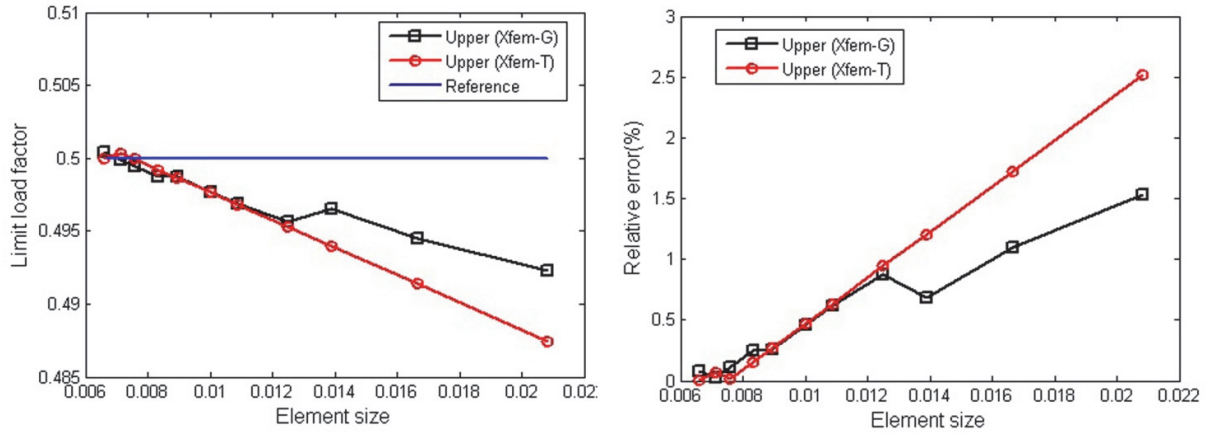 0.51
0.505
0.5
0.495
0.49
0.485
Limit load factor
Upper (Xfem-G)
Upper (Xfem-T)
Reference
0.006 0.008 0.01 0.012 0.014 0.016 0.018 0.02 0.02
Element size
3
2.5
2
1.5
1
0.5
0
Relative error(%)
Upper (Xfem-G)
Upper (Xfem-T)
0.006 0.008 0.01 0.012 0.014 0.016 0.018 0.02 0.022
Element size